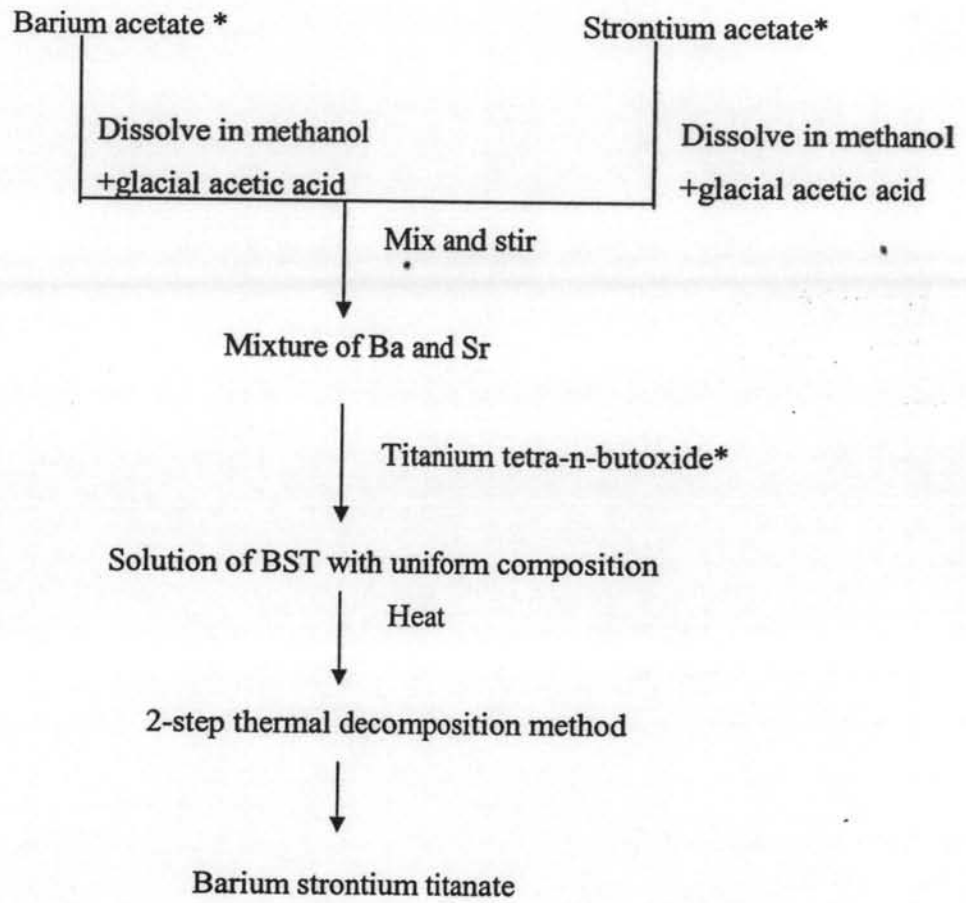 Barium acetate *
Strontium acetate*
Dissolve in methanol
+glacial acetic acid
Dissolve in methanol
+glacial acetic acid
Mix and stir
Mixture of Ba and Sr
Titanium tetra-n-butoxide*
Solution of BST with uniform composition
Heat
2-step thermal decomposition method
Barium strontium titanate